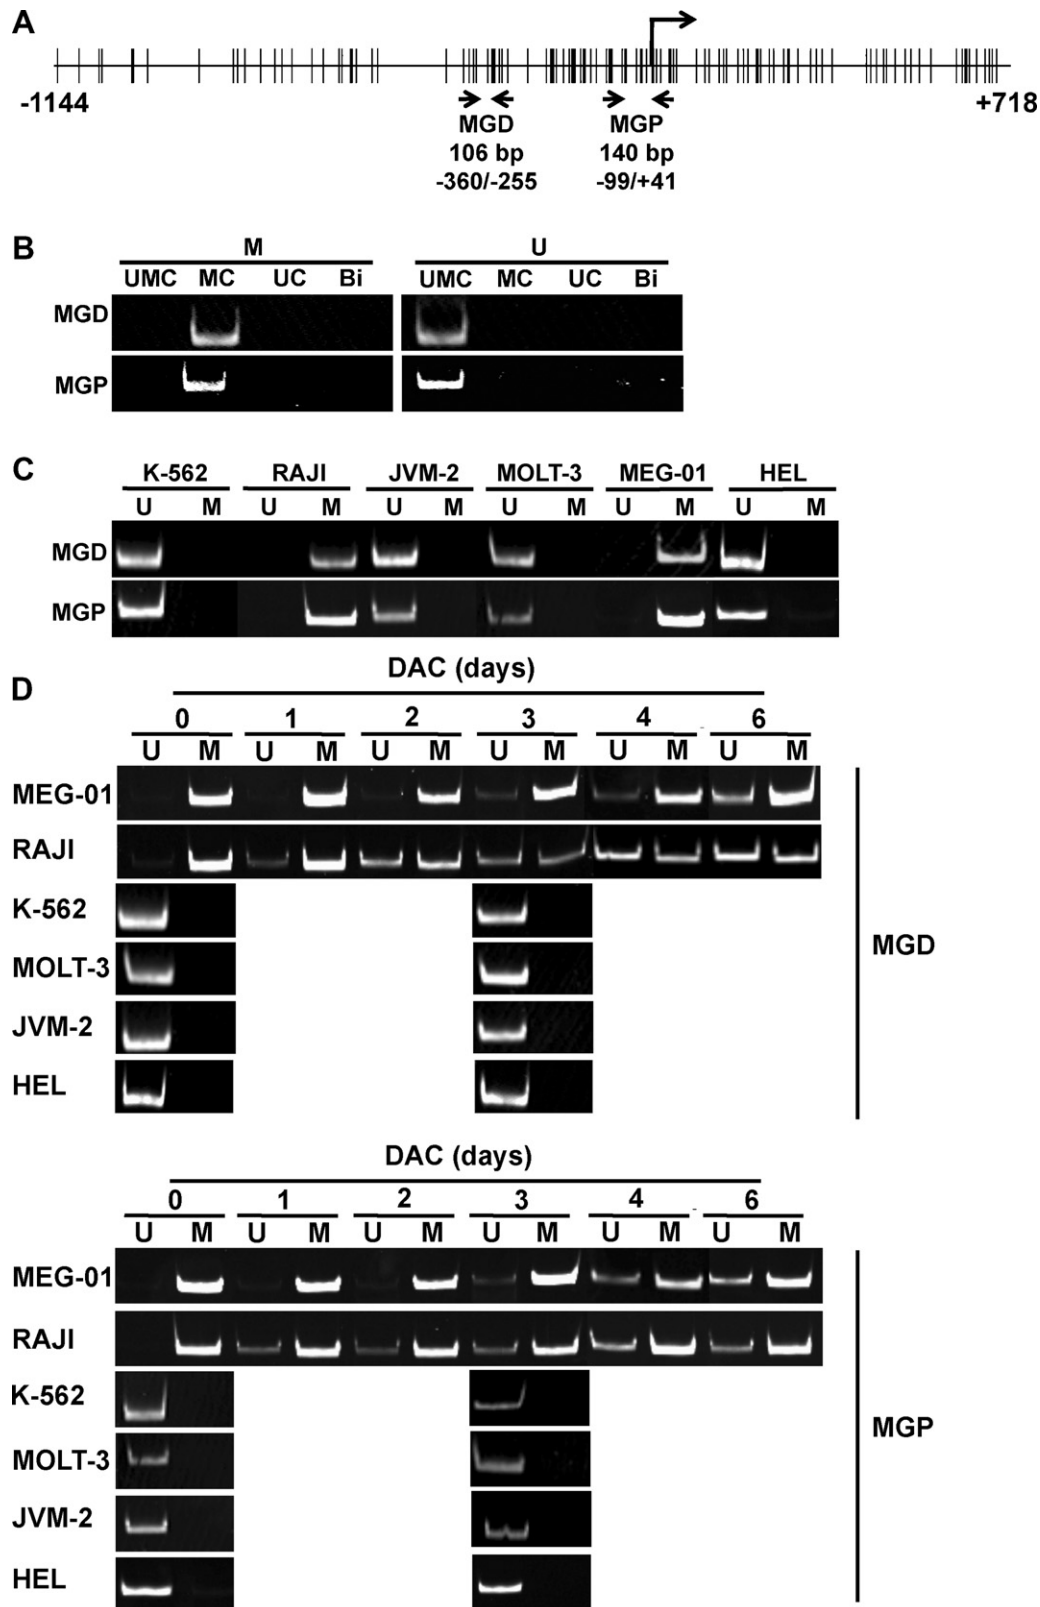 A
-1144
+718
MGD
106 bp
-360/-255
MGP
140 bp
-99/+41
B
M
U
UMC MC UC Bi
UMC MC UC Bi
MGD
MGP
C
K-562 RAJI JVM-2 MOLT-3 MEG-01 HEL
U M U M U M U M U M U M
MGD
MGP
D
DAC (days)
0 1 2 3 4 6
U M U M U M U M U M U M
MEG-01
RAJI
K-562
MOLT-3
JVM-2
HEL
MGD
DAC (days)
0 1 2 3 4 6
U M U M U M U M U M U M
MEG-01
RAJI
K-562
MOLT-3
JVM-2
HEL
MGP